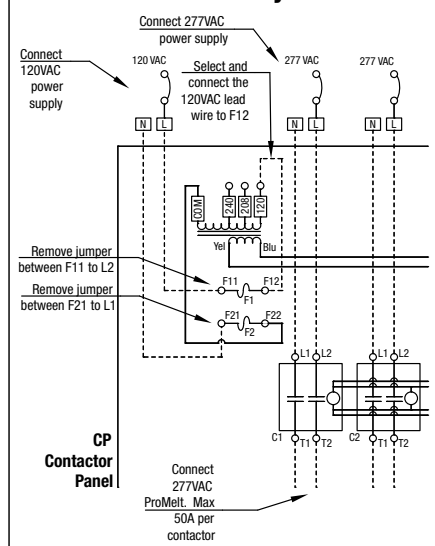 Connect 277VAC
power supply
Connect
120VAC
power
supply
120 VAC
Select and
connect the
120VAC lead
wire to F12
277 VAC
277 VAC
N
L
N
L
N
L
COM
240
208
120
Yel
Blu
Remove jumper
between F11 to L2
F11
F12
F1
Remove jumper
between F21 to L1
F21
F22
F2
L1
L2
L1
L2
C1
T1
T2
C2
T1
T2
CP
Contactor
Panel
Connect
277VAC
ProMelt. Max
50A per
contactor